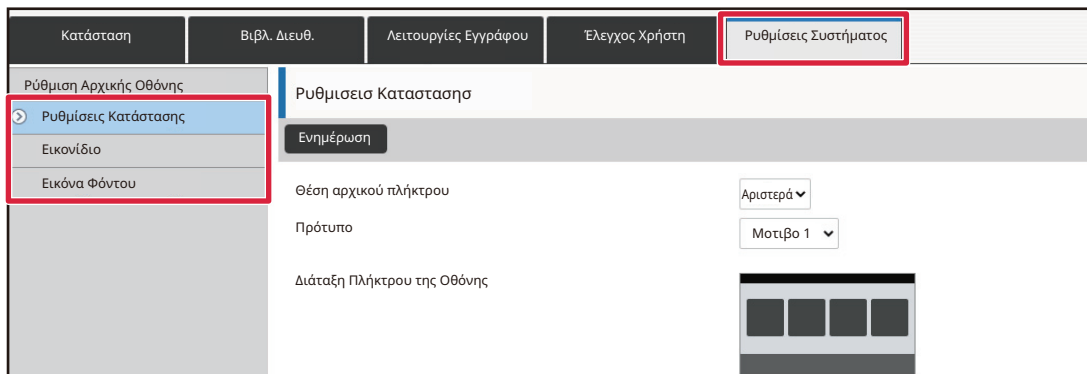 Κατάσταση
Βιβλ. Διευθ.
Λειτουργίες Εγγράφου
Έλεγχος Χρήστη
Ρυθμίσεις Συστήματος
Ρύθμιση Αρχικής Οθόνης
Ρυθμίσεις Κατάστασης
Εικονίδιο
Εικόνα Φόντου
Ρυθμισεισ Καταστασησ
Ενημέρωση
Θέση αρχικού πλήκτρου
Αριστερά
Πρότυπο
Μοτιβο 1
Διάταξη Πλήκτρου της Οθόνης